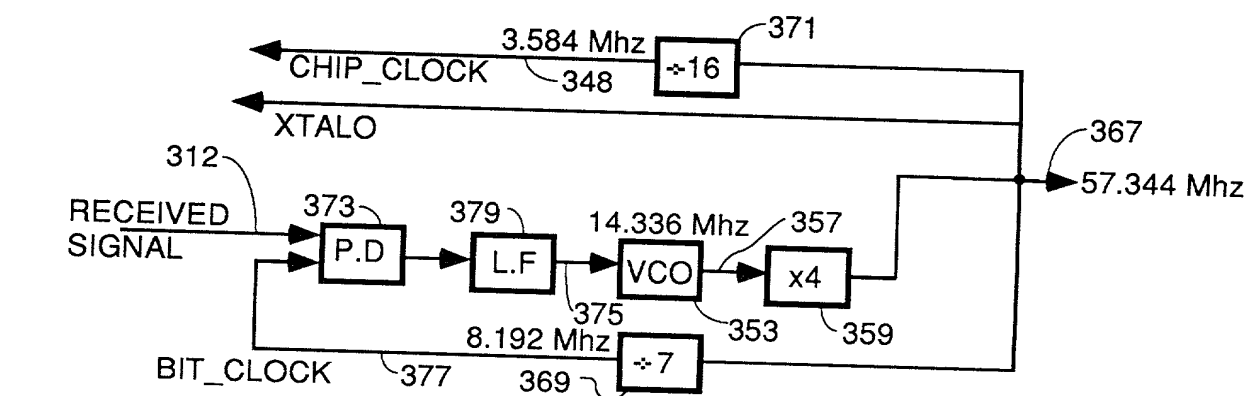 371
3.584 Mhz
÷16
CHIP_CLOCK
348
XTALO
367
312
57.344 Mhz
RECEIVED
SIGNAL
373
379
14.336 Mhz
357
P.D
L.F
VCO
x4
375
353
359
8.192 Mhz
÷7
BIT_CLOCK
377
369